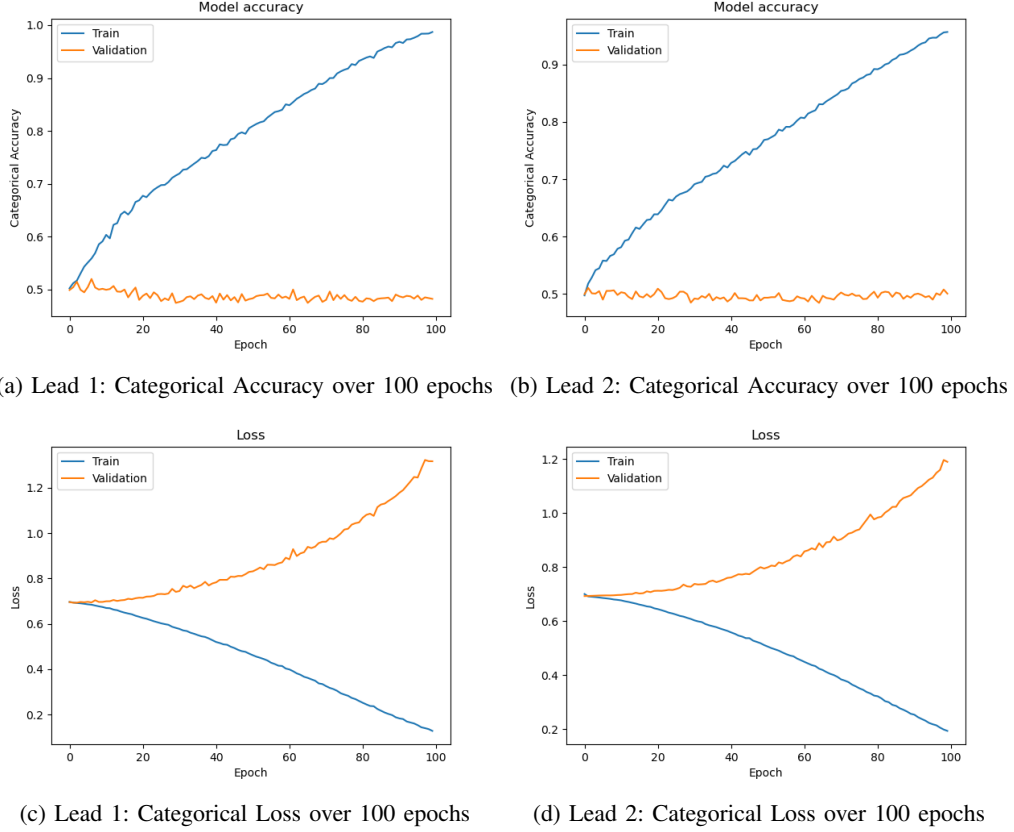 Model accuracy
Train
Validation
1.0
0.9
0.8
0.7
0.6
0.5
Categorical Accuracy
0 20 40 60 80 100
Epoch
Model accuracy
Train
Validation
0.9
0.8
0.7
0.6
0.5
Categorical Accuracy
0 20 40 60 80 100
Epoch
(a) Lead 1: Categorical Accuracy over 100 epochs
(b) Lead 2: Categorical Accuracy over 100 epochs
Loss
Train
Validation
1.2
1.0
0.8
0.6
0.4
0.2
Loss
0 20 40 60 80 100
Epoch
Loss
Train
Validation
1.2
1.0
0.8
0.6
0.4
0.2
Loss
0 20 40 60 80 100
Epoch
(c) Lead 1: Categorical Loss over 100 epochs
(d) Lead 2: Categorical Loss over 100 epochs